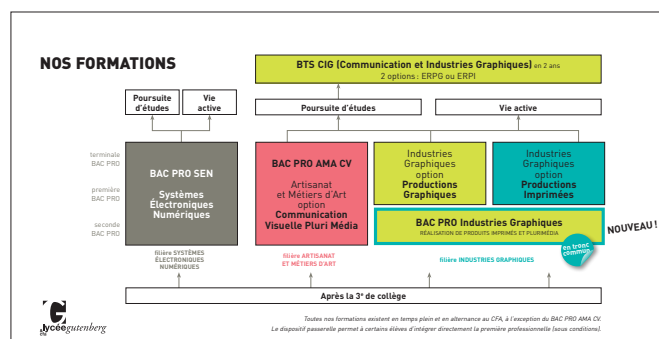 NOS FORMATIONS
BTS CIG (Communication et Industries Graphiques) en 2 ans
2 options : ERPG ou ERPI
Poursuite
d'études
Vie
active
Poursuite d'études
Vie active
terminale
BAC PRO
première
BAC PRO
seconde
BAC PRO
BAC PRO SEN
Systèmes
Électroniques
Numériques
BAC PRO AMA CV
Artisanat
et Métiers d'Art
option
Communication
Visuelle Pluri Média
Industries
Graphiques
option
Productions
Graphiques
Industries
Graphiques
option
Productions
Imprimées
BAC PRO Industries Graphiques
RÉALISATION DE PRODUITS IMPRIMÉS ET PLURIMÉDIA
NOUVEAU !
en tronc
commun
filière SYSTÈMES
ÉLECTRONIQUES
NUMÉRIQUES
filière ARTISANAT
ET MÉTIERS D'ART
filière INDUSTRIES GRAPHIQUES
Après la 3e de collège
Toutes nos formations existent en temps plein et en alternance au CFA, à l'exception du BAC PRO AMA CV.
Le dispositif passerelle permet à certains élèves d'intégrer directement la première professionnelle (sous conditions).
lycéegutenberg